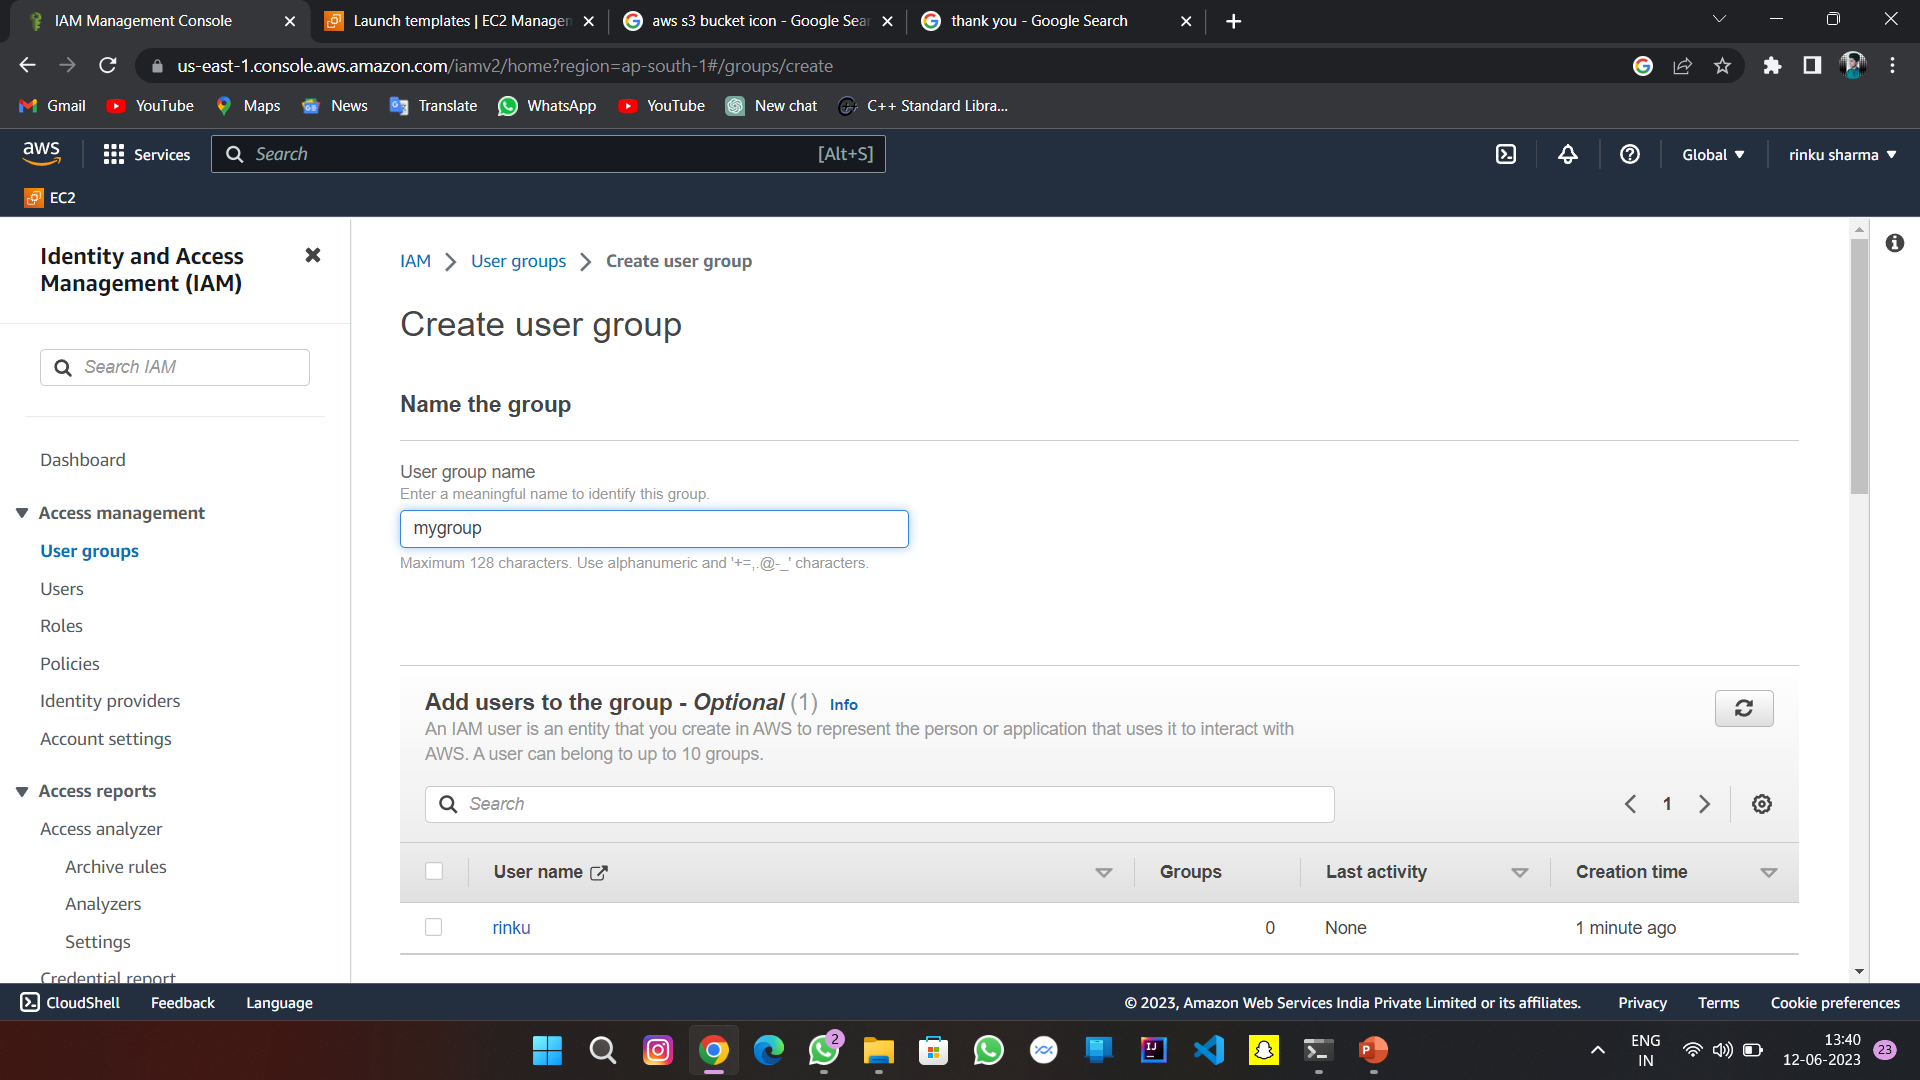 IAM Management Console
Launch templates | EC2 Managem
aws s3 bucket icon - Google Sear
thank you - Google Search
us-east-1.console.aws.amazon.com/iamv2/home?region=ap-south-1#/groups/create
Gmail
YouTube
Maps
News
Translate
WhatsApp
YouTube
New chat
C++ Standard Libra...
aws
Services
Search
[Alt+S]
Global
rinku sharma
EC2
Identity and Access
Management (IAM)
Search IAM
Dashboard
Access management
User groups
Users
Roles
Policies
Identity providers
Account settings
Access reports
Access analyzer
Archive rules
Analyzers
Settings
Credential report
IAM
User groups
Create user group
Create user group
Name the group
User group name
Enter a meaningful name to identify this group.
mygroup
Maximum 128 characters. Use alphanumeric and '+=,.@-_' characters.
Add users to the group - Optional (1) Info
An IAM user is an entity that you create in AWS to represent the person or application that uses it to interact with
AWS. A user can belong to up to 10 groups.
Search
1
User name
Groups
Last activity
Creation time
rinku
0
None
1 minute ago
CloudShell
Feedback
Language
© 2023, Amazon Web Services India Private Limited or its affiliates.
Privacy
Terms
Cookie preferences
2
IJ
P
ENG
IN
13:40
12-06-2023
23